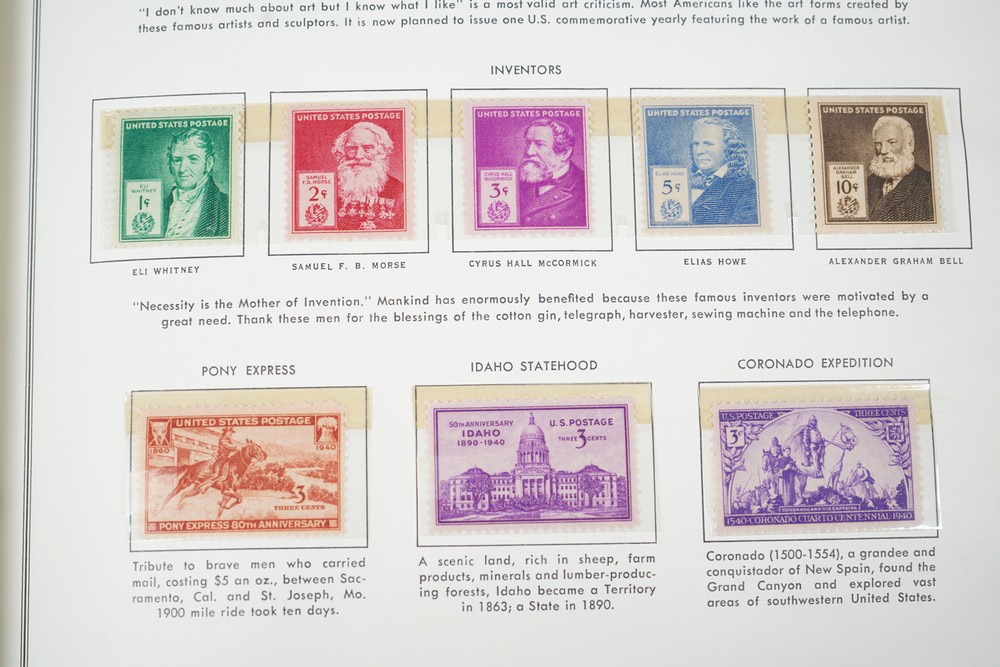 "I don't know much about art but I know what I like" is a most valid art criticism. Most Americans like the art forms created by
these famous artists and sculptors. It is now planned to issue one U.S. commemorative yearly featuring the work of a famous artist.
INVENTORS
UNITED STATES POSTAGE
ELI
WHITNEY
1¢
UNITED STATES POSTAGE
SAMUEL
F.B. MORSE
2¢
UNITED STATES POSTAGE
CYRUS HALL
McCORMICK
3¢
UNITED STATES POSTAGE
ELIAS HOWE
5¢
UNITED STATES POSTAGE
ALEXANDER
GRAHAM
BELL
10¢
ELI WHITNEY
SAMUEL F. B. MORSE
CYRUS HALL McCORMICK
ELIAS HOWE
ALEXANDER GRAHAM BELL
"Necessity is the Mother of Invention." Mankind has enormously benefited because these famous inventors were motivated by a
great need. Thank these men for the blessings of the cotton gin, telegraph, harvester, sewing machine and the telephone.
PONY EXPRESS
IDAHO STATEHOOD
CORONADO EXPEDITION
UNITED STATES POSTAGE
1860
1940
3
THREE CENTS
PONY EXPRESS 80TH ANNIVERSARY
50TH ANNIVERSARY
IDAHO
1890-1940
U.S. POSTAGE
THREE 3 CENTS
U.S. POSTAGE
THREE CENTS
3¢
CORONADO AND HIS CAPTAINS
1540·CORONADO CUARTO CENTENNIAL·1940
Tribute to brave men who carried
mail, costing $5 an oz., between Sac-
ramento, Cal. and St. Joseph, Mo.
1900 mile ride took ten days.
A scenic land, rich in sheep, farm
products, minerals and lumber-produc-
ing forests, Idaho became a Territory
in 1863; a State in 1890.
Coronado (1500-1554), a grandee and
conquistador of New Spain, found the
Grand Canyon and explored vast
areas of southwestern United States.